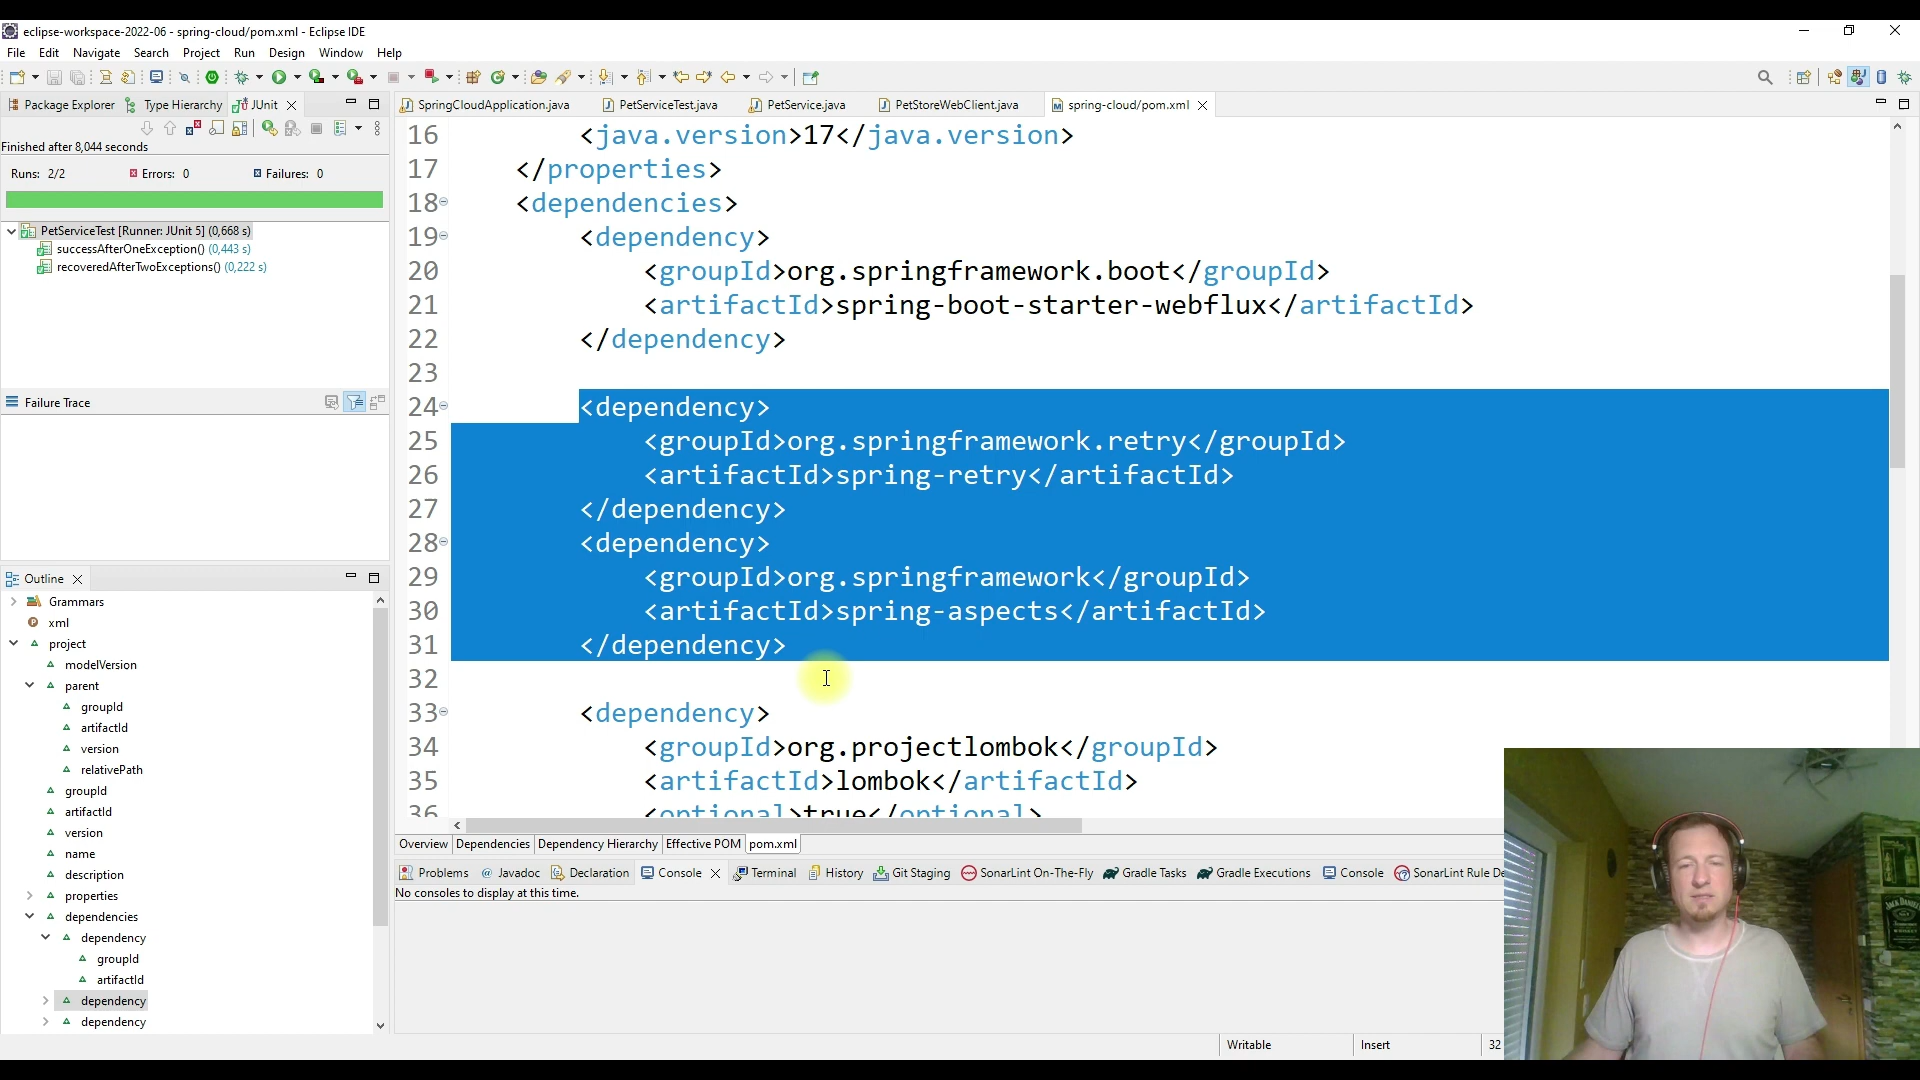 eclipse-workspace-2022-06 - spring-cloud/pom.xml - Eclipse IDE
File Edit Navigate Search Project Run Design Window Help
Package Explorer Type Hierarchy JUnit
Finished after 8,044 seconds
Runs: 2/2 Errors: 0 Failures: 0
PetServiceTest [Runner: JUnit 5] (0,668 s)
successAfterOneException() (0,443 s)
recoveredAfterTwoExceptions() (0,222 s)
Failure Trace
Outline
Grammars
xml
project
modelVersion
parent
groupId
artifactId
version
relativePath
groupId
artifactId
version
name
description
properties
dependencies
dependency
groupId
artifactId
dependency
dependency
SpringCloudApplication.java PetServiceTest.java PetService.java PetStoreWebClient.java spring-cloud/pom.xml
16 <java.version>17</java.version>
17 </properties>
18 <dependencies>
19 <dependency>
20 <groupId>org.springframework.boot</groupId>
21 <artifactId>spring-boot-starter-webflux</artifactId>
22 </dependency>
23
24 <dependency>
25 <groupId>org.springframework.retry</groupId>
26 <artifactId>spring-retry</artifactId>
27 </dependency>
28 <dependency>
29 <groupId>org.springframework</groupId>
30 <artifactId>spring-aspects</artifactId>
31 </dependency>
32
33 <dependency>
34 <groupId>org.projectlombok</groupId>
35 <artifactId>lombok</artifactId>
36 <optional>true</optional>
Overview Dependencies Dependency Hierarchy Effective POM pom.xml
Problems Javadoc Declaration Console Terminal History Git Staging SonarLint On-The-Fly Gradle Tasks Gradle Executions Console SonarLint Rule De
No consoles to display at this time.
Writable Insert 32
JACK DANIEL